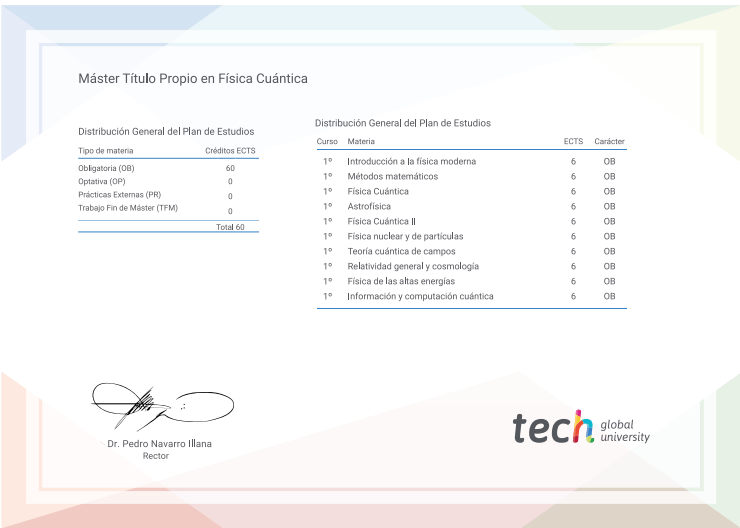 Máster Título Propio en Física Cuántica
Distribución General del Plan de Estudios
Tipo de materia Créditos ECTS
Obligatoria (OB) 60
Optativa (OP) 0
Prácticas Externas (PR) 0
Trabajo Fin de Máster (TFM) 0
Total 60
Distribución General del Plan de Estudios
Curso Materia ECTS Carácter
1º Introducción a la física moderna 6 OB
1º Métodos matemáticos 6 OB
1º Física Cuántica 6 OB
1º Astrofísica 6 OB
1º Física Cuántica II 6 OB
1º Física nuclear y de partículas 6 OB
1º Teoría cuántica de campos 6 OB
1º Relatividad general y cosmología 6 OB
1º Física de las altas energías 6 OB
1º Información y computación cuántica 6 OB
Dr. Pedro Navarro Illana
Rector
tech global
university